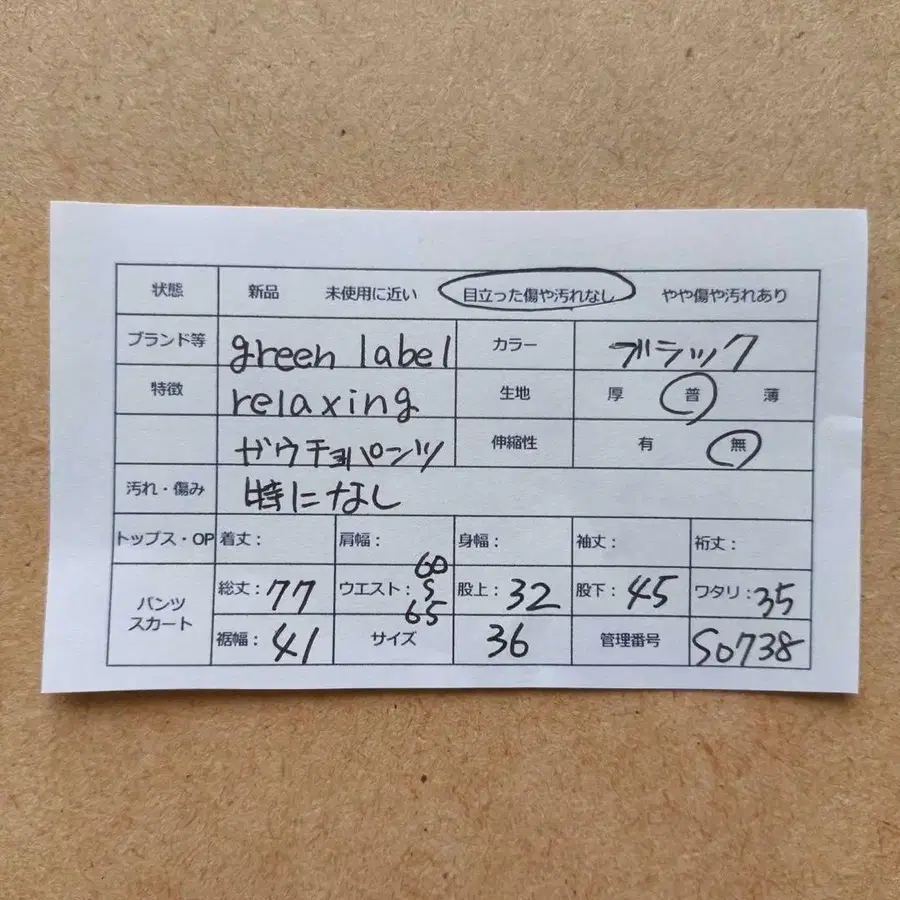 状態 新品 未使用に近い 目立った傷や汚れなし やや傷や汚れあり
ブランド等 green label カラー ブラック
特徴 relaxing 生地 厚 普 薄
ガウチョパンツ 伸縮性 有 無
汚れ・傷み 特になし
トップス・OP 着丈: 肩幅: 身幅: 袖丈: 裄丈:
パンツ スカート 総丈:77 ウエスト:60 S 65 股上:32 股下:45 ワタリ:35
裾幅:41 サイズ 36 管理番号 S0738